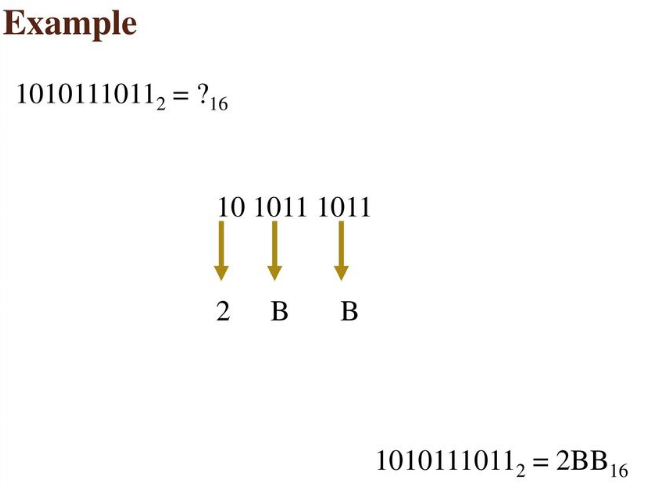 Example
1010111011₂ = ?₁₆
10 1011 1011
2 B B
1010111011₂ = 2BB₁₆